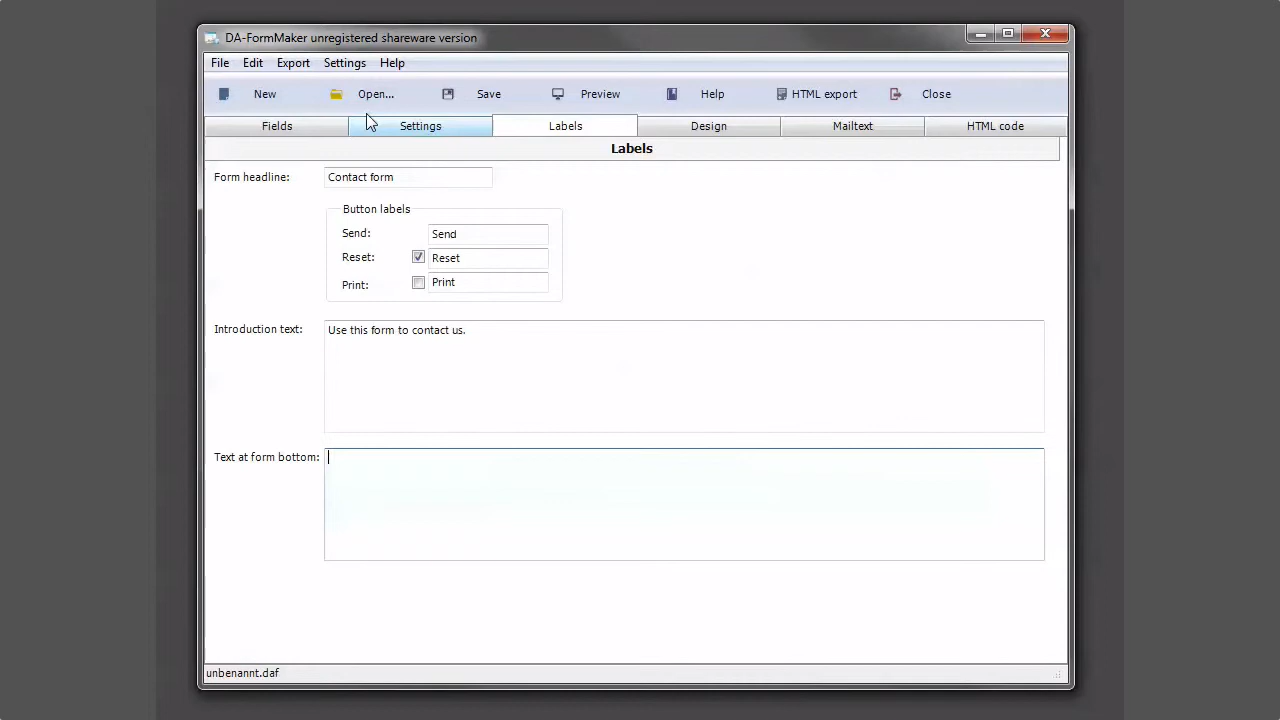 DA-FormMaker unregistered shareware version
File Edit Export Settings Help
New Open... Save Preview Help HTML export Close
Fields Settings Labels Design Mailtext HTML code
Labels
Form headline: Contact form
Button labels
Send: Send
Reset: Reset
Print: Print
Introduction text: Use this form to contact us.
Text at form bottom:
unbenannt.daf